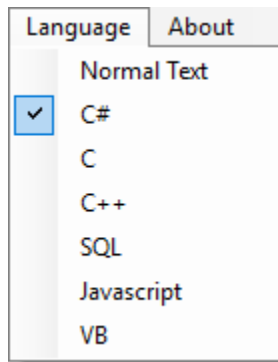 Language About
Normal Text
C#
C
C++
SQL
Javascript
VB